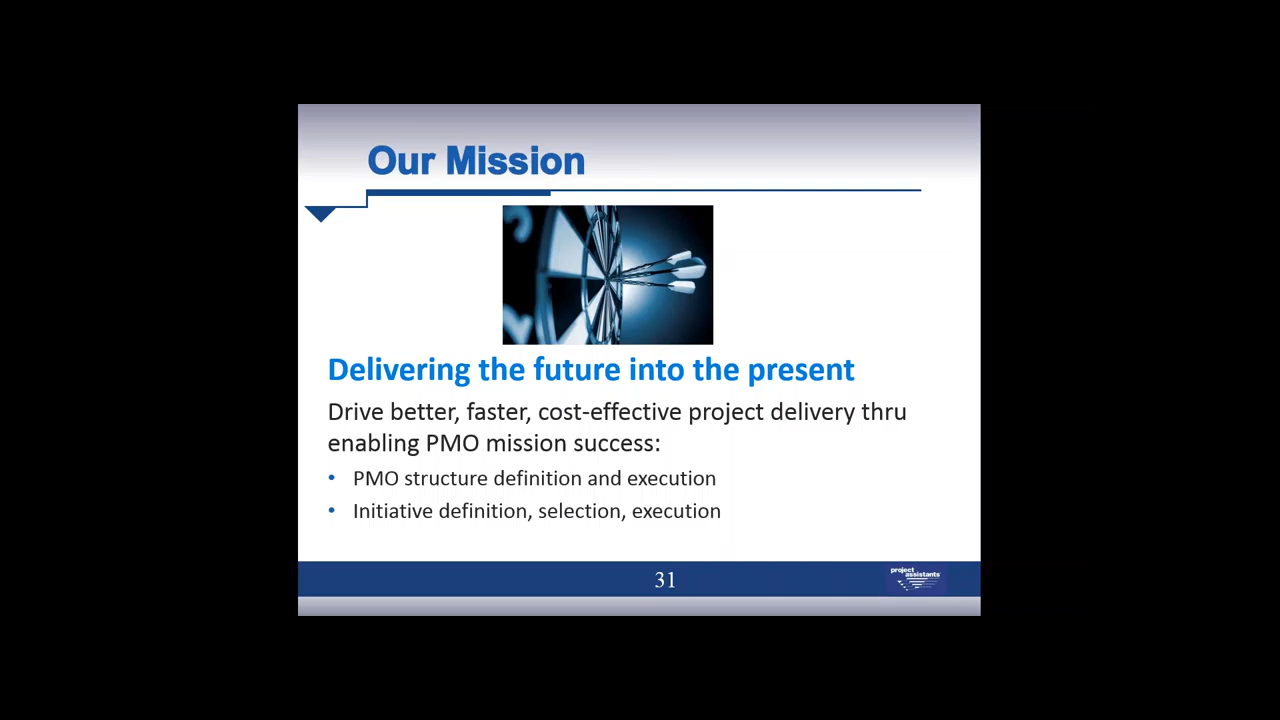 Our Mission
Delivering the future into the present
Drive better, faster, cost-effective project delivery thru
enabling PMO mission success:
• PMO structure definition and execution
• Initiative definition, selection, execution
31
project
assistants